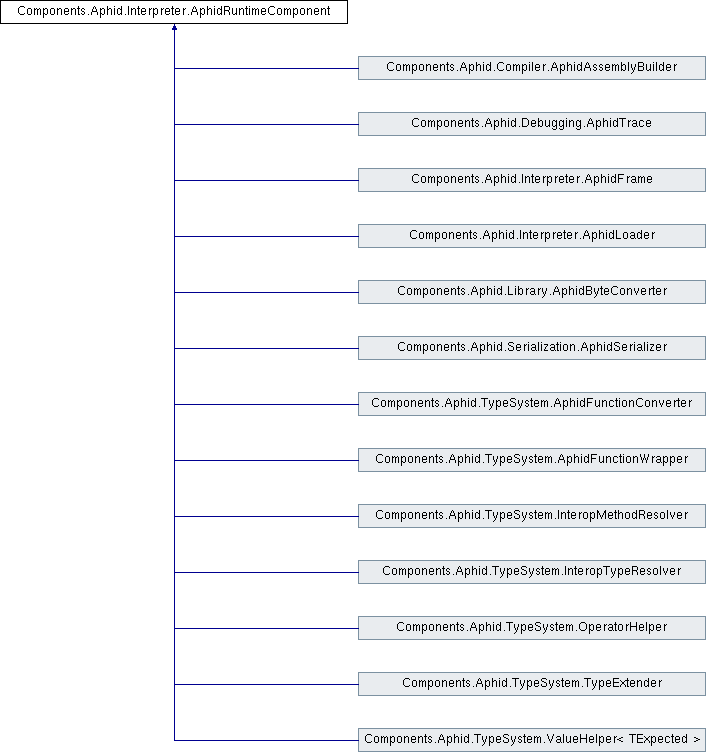 Components.Aphid.Interpreter.AphidRuntimeComponent
Components.Aphid.Compiler.AphidAssemblyBuilder
Components.Aphid.Debugging.AphidTrace
Components.Aphid.Interpreter.AphidFrame
Components.Aphid.Interpreter.AphidLoader
Components.Aphid.Library.AphidByteConverter
Components.Aphid.Serialization.AphidSerializer
Components.Aphid.TypeSystem.AphidFunctionConverter
Components.Aphid.TypeSystem.AphidFunctionWrapper
Components.Aphid.TypeSystem.InteropMethodResolver
Components.Aphid.TypeSystem.InteropTypeResolver
Components.Aphid.TypeSystem.OperatorHelper
Components.Aphid.TypeSystem.TypeExtender
Components.Aphid.TypeSystem.ValueHelper< TExpected >